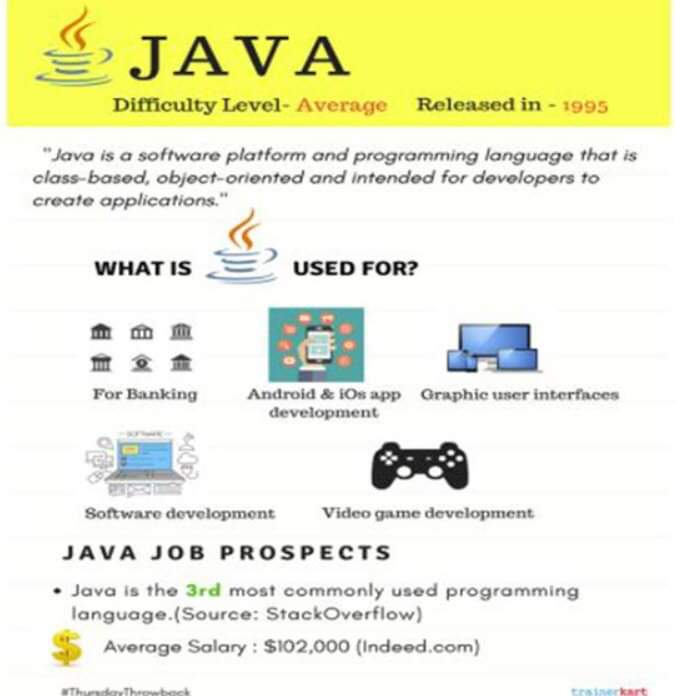 JAVA
Difficulty Level- Average Released in - 1995
"Java is a software platform and programming language that is
class-based, object-oriented and intended for developers to
create applications."
WHAT IS USED FOR?
For Banking
Android & iOs app
development
Graphic user interfaces
SOFTWARE
Software development
Video game development
JAVA JOB PROSPECTS
• Java is the 3rd most commonly used programming
language.(Source: StackOverflow)
$ Average Salary : $102,000 (Indeed.com)
#ThursdayThrowback
trainerkart